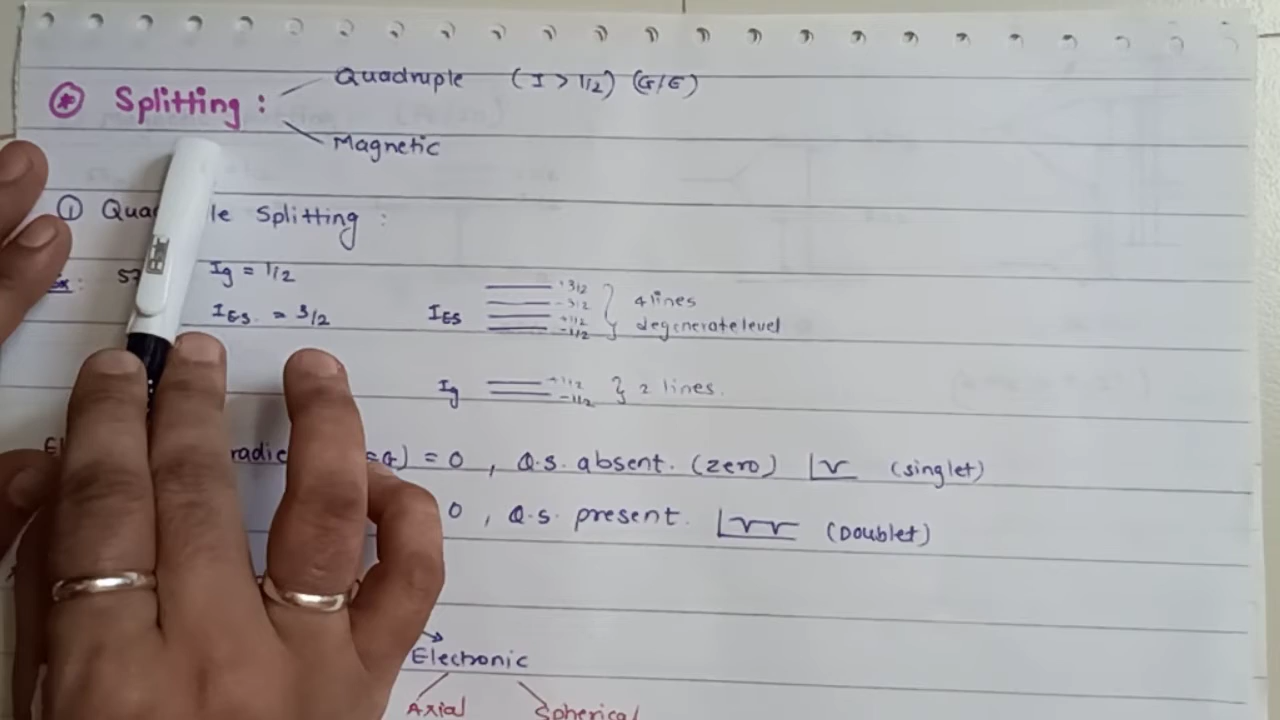 Quadruple (I > 1/2) (G/E)
* Splitting :
Magnetic
① Qua le Splitting :
57 Ig = 1/2
+3/2
-3/2
+1/2
-1/2
4 lines
degenerate level
IES = 3/2 IES
Ig +1/2
-1/2
2 lines.
= 0 , Q.S. absent. (zero) (singlet)
0 , Q.S. present. (Doublet)
Electronic
Axial Spherical